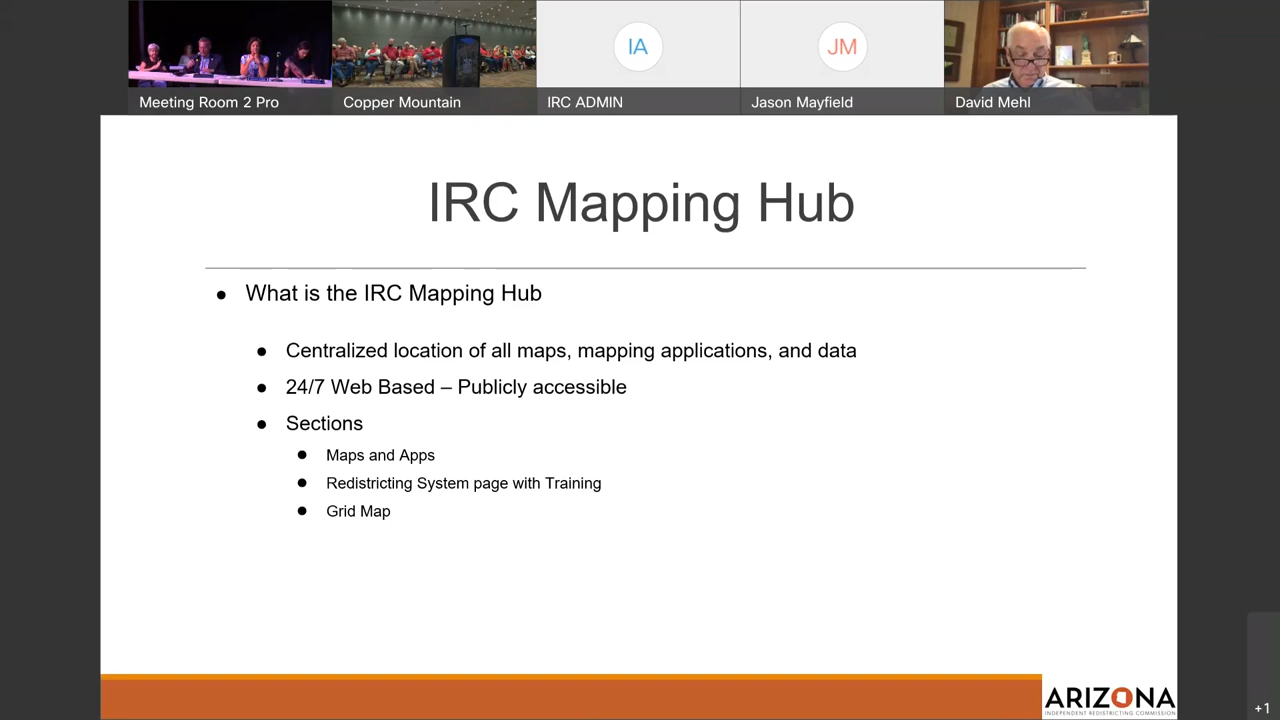 IA
JM
Meeting Room 2 Pro
Copper Mountain
IRC ADMIN
Jason Mayfield
David Mehl
IRC Mapping Hub
● What is the IRC Mapping Hub
● Centralized location of all maps, mapping applications, and data
● 24/7 Web Based – Publicly accessible
● Sections
● Maps and Apps
● Redistricting System page with Training
● Grid Map
ARIZONA
INDEPENDENT REDISTRICTING COMMISSION
+1